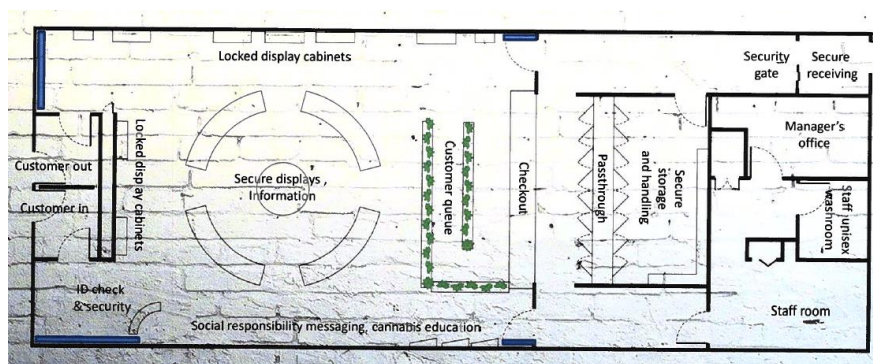 Locked display cabinets
Security
gate
Secure
receiving
Customer out
Customer in
Locked display cabinets
Secure displays ,
Information
Customer queue
Checkout
Passthrough
Secure
storage
and handling
Manager's
office
Staff unisex
washroom
ID check
& security
Social responsibility messaging, cannabis education
Staff room